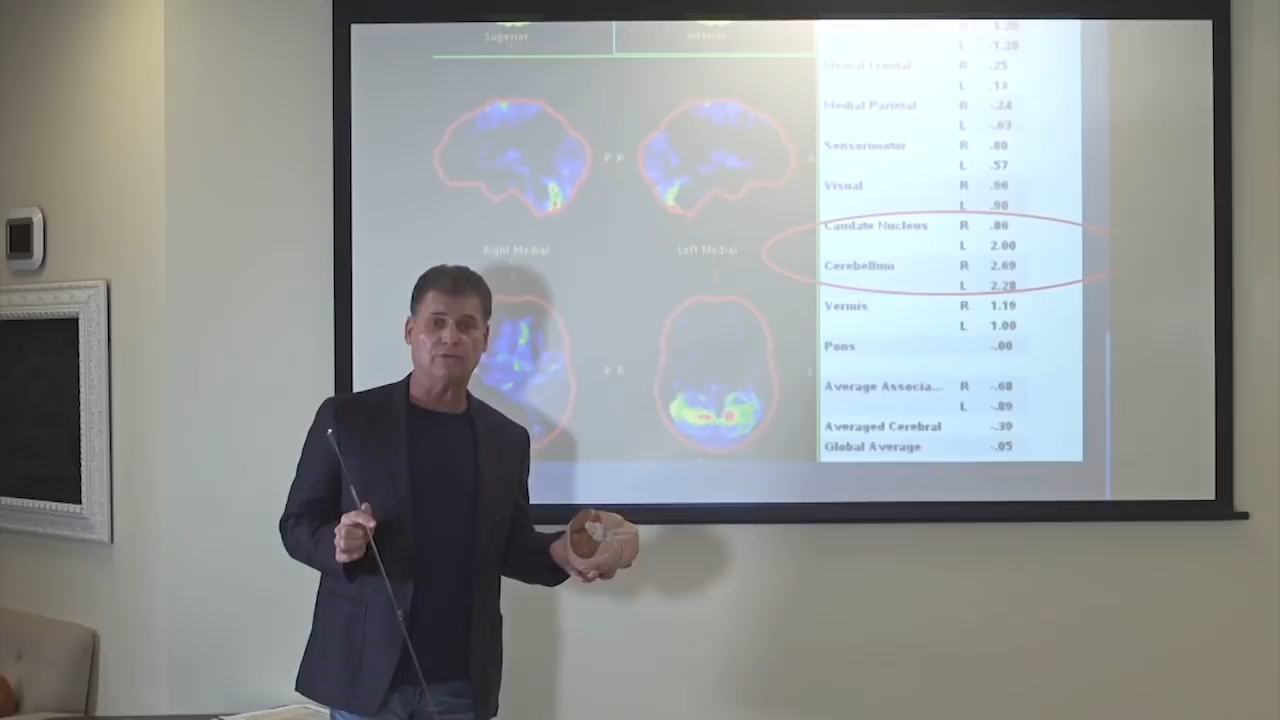 Superior
Inferior
L -1.20
Medial Frontal R .25
L .13
Medial Parietal R -.24
L -.63
Sensorimotor R .80
L .57
Visual R .96
L .90
Caudate Nucleus R .86
L 2.00
Cerebellum R 2.69
L 2.28
Vermis R 1.19
L 1.00
Pons -.00
Average Associa... R -.68
L -.89
Averaged Cerebral -.39
Global Average -.05
P P
Right Medial
Left Medial
L